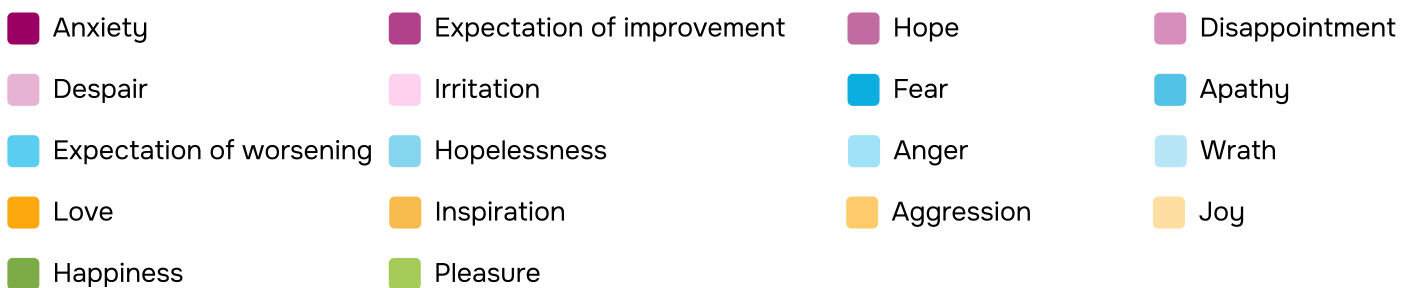 Anxiety Expectation of improvement Hope Disappointment
Despair Irritation Fear Apathy
Expectation of worsening Hopelessness Anger Wrath
Love Inspiration Aggression Joy
Happiness Pleasure